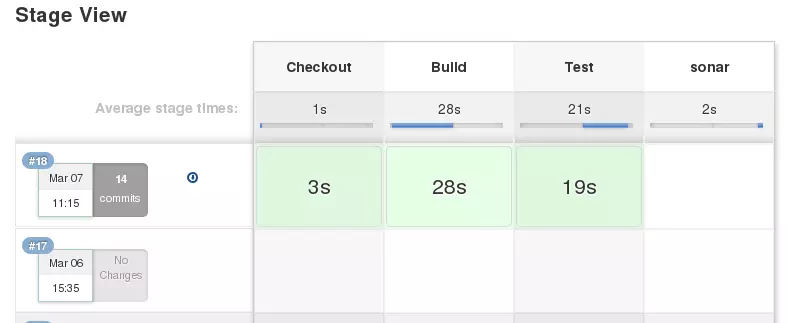 Stage View
Checkout Build Test sonar
Average stage times: 1s 28s 21s 2s
#18
Mar 07 14
11:15 commits
3s 28s 19s
#17
Mar 06 No
Changes
15:35